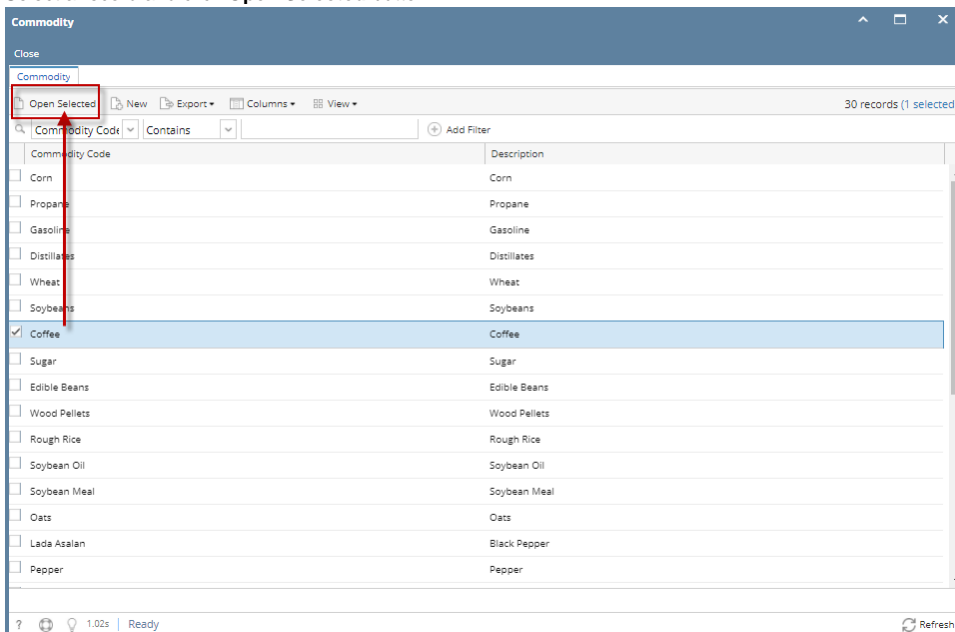 Commodity
Close
Commodity
Open Selected New Export Columns View 30 records (1 selected
Commodity Code Contains Add Filter
Commodity Code Description
Corn Corn
Propane Propane
Gasoline Gasoline
Distillates Distillates
Wheat Wheat
Soybeans Soybeans
Coffee Coffee
Sugar Sugar
Edible Beans Edible Beans
Wood Pellets Wood Pellets
Rough Rice Rough Rice
Soybean Oil Soybean Oil
Soybean Meal Soybean Meal
Oats Oats
Lada Asalan Black Pepper
Pepper Pepper
? 1.02s | Ready Refresh